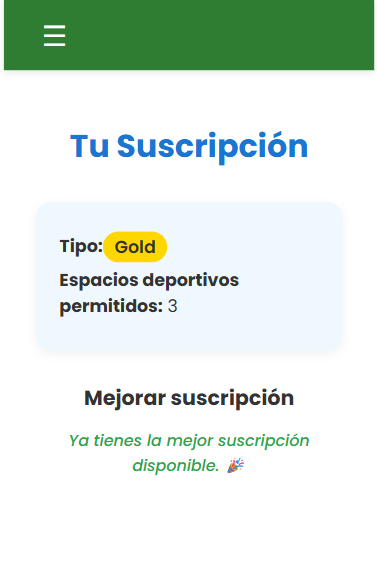 Tu Suscripción
Tipo: Gold
Espacios deportivos
permitidos: 3
Mejorar suscripción
Ya tienes la mejor suscripción
disponible. 🎉